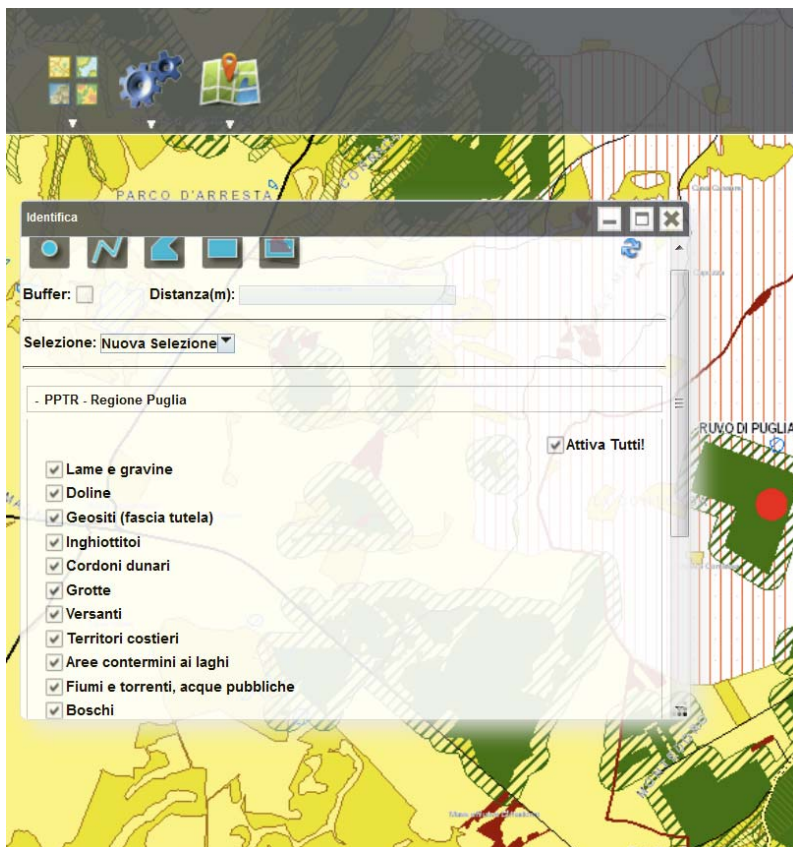 PARCO D'ARRESTA
Identifica
Buffer:
Distanza(m):
Selezione: Nuova Selezione
- PPTR - Regione Puglia
RUVO DI PUGLIA
Attiva Tutti!
Lame e gravine
Doline
Geositi (fascia tutela)
Inghiottitoi
Cordoni dunari
Grotte
Versanti
Territori costieri
Aree contermini ai laghi
Fiumi e torrenti, acque pubbliche
Boschi